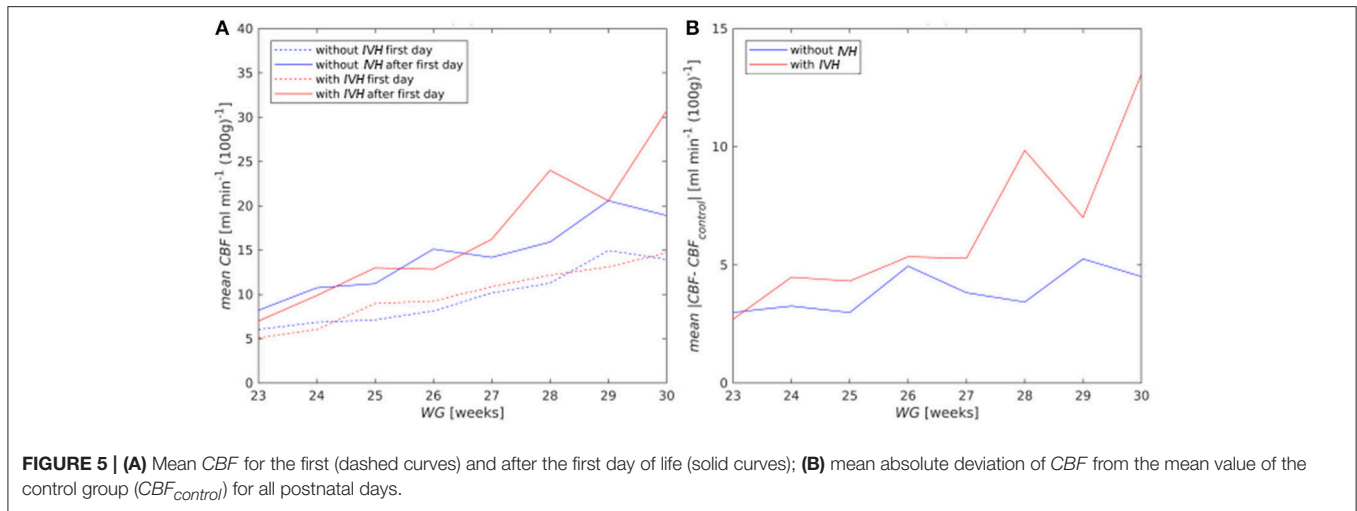 A
40
35
30
25
20
15
10
5
0
mean CBF [ml min⁻¹ (100g)⁻¹]
without IVH first day
without IVH after first day
with IVH first day
with IVH after first day
23 24 25 26 27 28 29 30
WG [weeks]
B
15
10
5
0
mean |CBF- CBFcontrol| [ml min⁻¹ (100g)⁻¹]
without IVH
with IVH
23 24 25 26 27 28 29 30
WG [weeks]
FIGURE 5 | (A) Mean CBF for the first (dashed curves) and after the first day of life (solid curves); (B) mean absolute deviation of CBF from the mean value of the
control group (CBFcontrol) for all postnatal days.